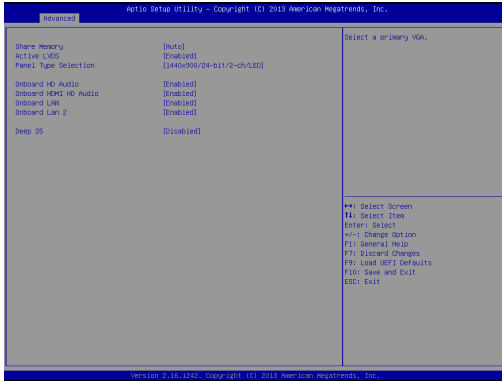 Aptio Setup Utility – Copyright (C) 2013 American Megatrends, Inc.
Advanced
Share Memory [Auto]
Active LVDS [Enabled]
Panel Type Selection [1440x900/24-bit/2-ch/LED]
Onboard HD Audio [Enabled]
Onboard HDMI HD Audio [Enabled]
Onboard LAN [Enabled]
Onboard Lan 2 [Enabled]
Deep S5 [Disabled]
Select a primary VGA.
→←: Select Screen
↑↓: Select Item
Enter: Select
+/-: Change Option
F1: General Help
F7: Discard Changes
F9: Load UEFI Defaults
F10: Save and Exit
ESC: Exit
Version 2.16.1242. Copyright (C) 2013 American Megatrends, Inc.